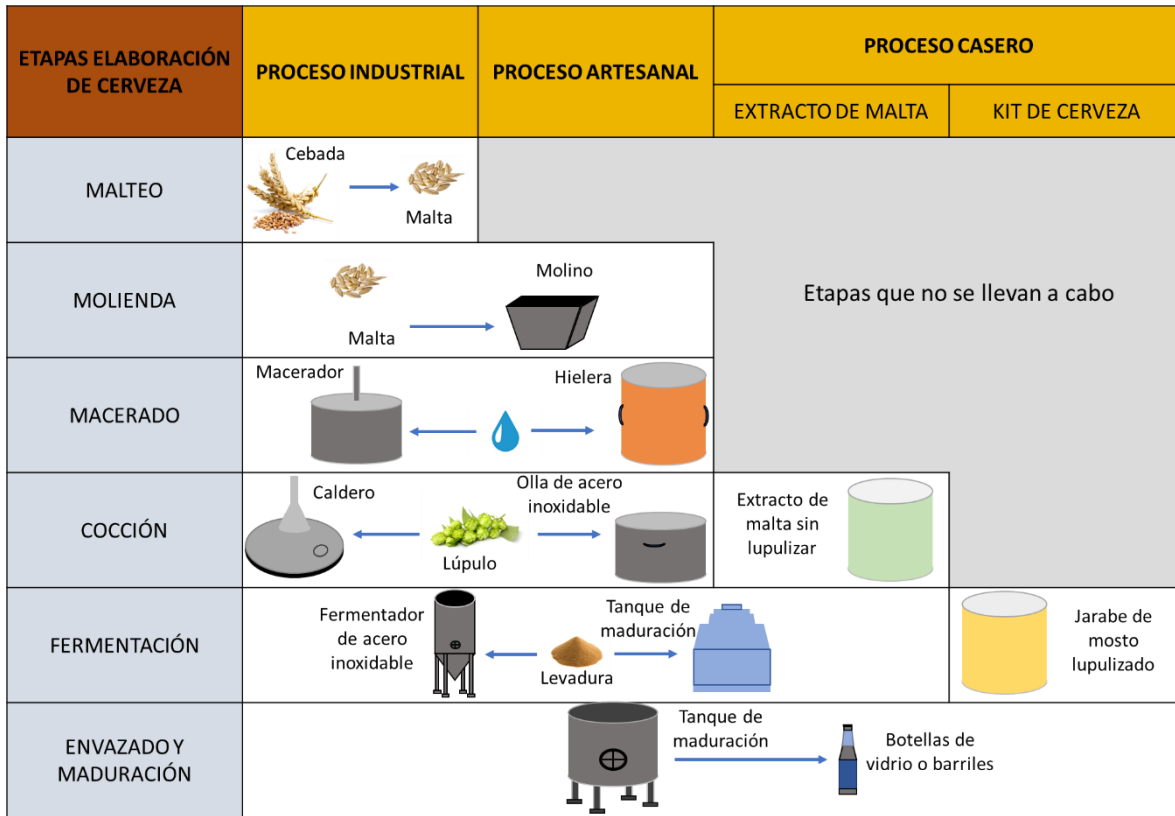 ETAPAS ELABORACIÓN
DE CERVEZA
PROCESO INDUSTRIAL
PROCESO ARTESANAL
PROCESO CASERO
EXTRACTO DE MALTA
KIT DE CERVEZA
MALTEO
Cebada
Malta
MOLIENDA
Malta
Molino
Etapas que no se llevan a cabo
MACERADO
Macerador
Hielera
COCCIÓN
Caldero
Lúpulo
Olla de acero
inoxidable
Extracto de
malta sin
lupulizar
FERMENTACIÓN
Fermentador
de acero
inoxidable
Levadura
Tanque de
maduración
Jarabe de
mosto
lupulizado
ENVAZADO Y
MADURACIÓN
Tanque de
maduración
Botellas de
vidrio o barriles